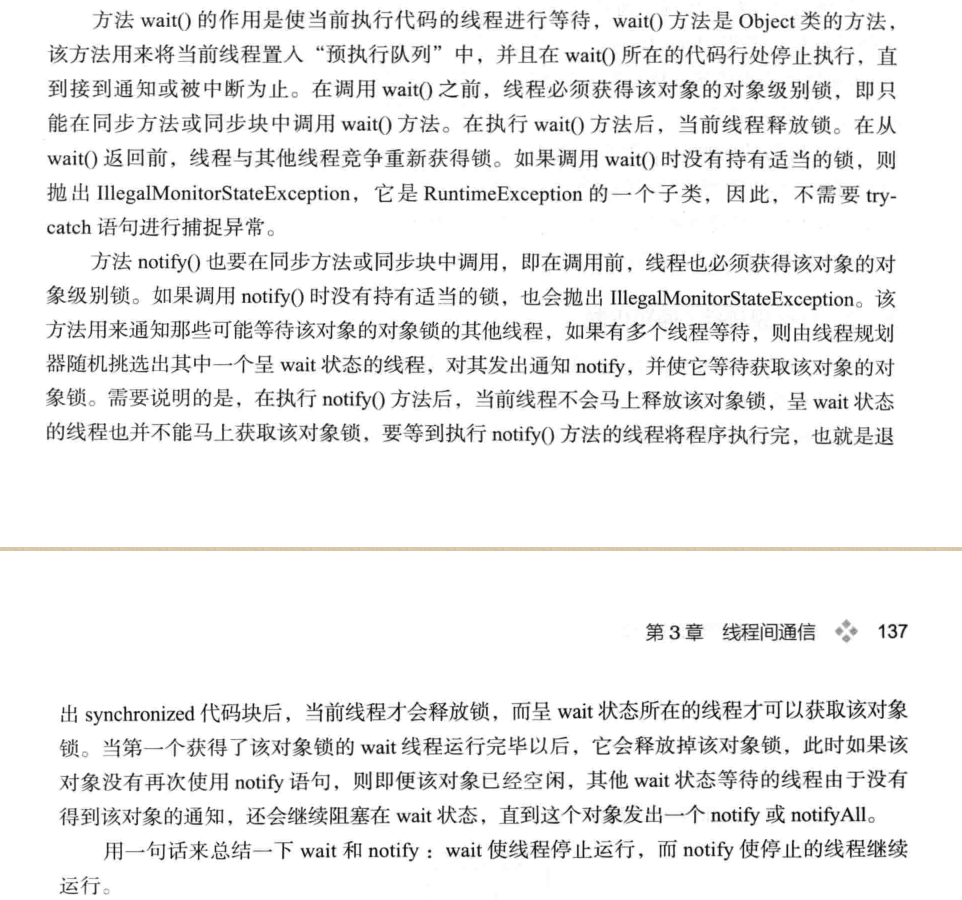 方法 wait() 的作用是使当前执行代码的线程进行等待，wait() 方法是 Object 类的方法，
该方法用来将当前线程置入“预执行队列”中，并且在 wait() 所在的代码行处停止执行，直
到接到通知或被中断为止。在调用 wait() 之前，线程必须获得该对象的对象级别锁，即只
能在同步方法或同步块中调用 wait() 方法。在执行 wait() 方法后，当前线程释放锁。在从
wait() 返回前，线程与其他线程竞争重新获得锁。如果调用 wait() 时没有持有适当的锁，则
抛出 IllegalMonitorStateException，它是 RuntimeException 的一个子类，因此，不需要 try-
catch 语句进行捕捉异常。
方法 notify() 也要在同步方法或同步块中调用，即在调用前，线程也必须获得该对象的对
象级别锁。如果调用 notify() 时没有持有适当的锁，也会抛出 IllegalMonitorStateException。该
方法用来通知那些可能等待该对象的对象锁的其他线程，如果有多个线程等待，则由线程规划
器随机挑选出其中一个呈 wait 状态的线程，对其发出通知 notify，并使它等待获取该对象的对
象锁。需要说明的是，在执行 notify() 方法后，当前线程不会马上释放该对象锁，呈 wait 状态
的线程也并不能马上获取该对象锁，要等到执行 notify() 方法的线程将程序执行完，也就是退
第 3 章 线程间通信 137
出 synchronized 代码块后，当前线程才会释放锁，而呈 wait 状态所在的线程才可以获取该对象
锁。当第一个获得了该对象锁的 wait 线程运行完毕以后，它会释放掉该对象锁，此时如果该
对象没有再次使用 notify 语句，则即便该对象已经空闲，其他 wait 状态等待的线程由于没有
得到该对象的通知，还会继续阻塞在 wait 状态，直到这个对象发出一个 notify 或 notifyAll。
用一句话来总结一下 wait 和 notify：wait 使线程停止运行，而 notify 使停止的线程继续
运行。